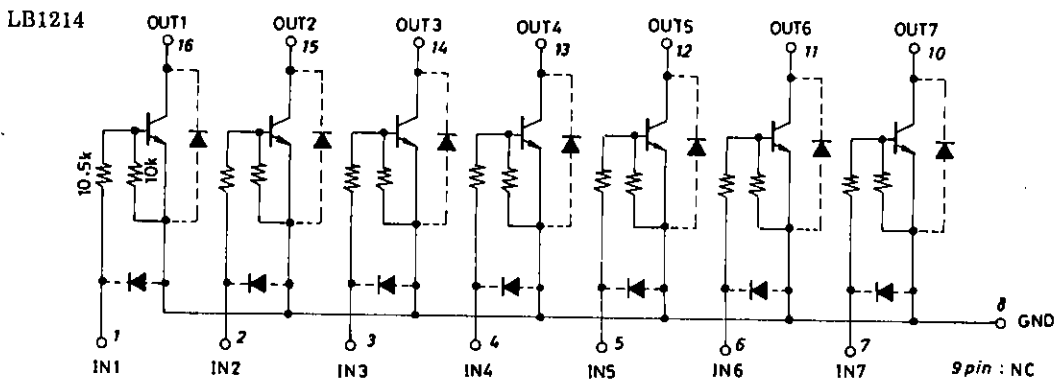 LB1214
OUT1 OUT2 OUT3 OUT4 OUT5 OUT6 OUT7
16 15 14 13 12 11 10
10.5k 10k
8 GND
1 2 3 4 5 6 7
IN1 IN2 IN3 IN4 IN5 IN6 IN7 9pin : NC